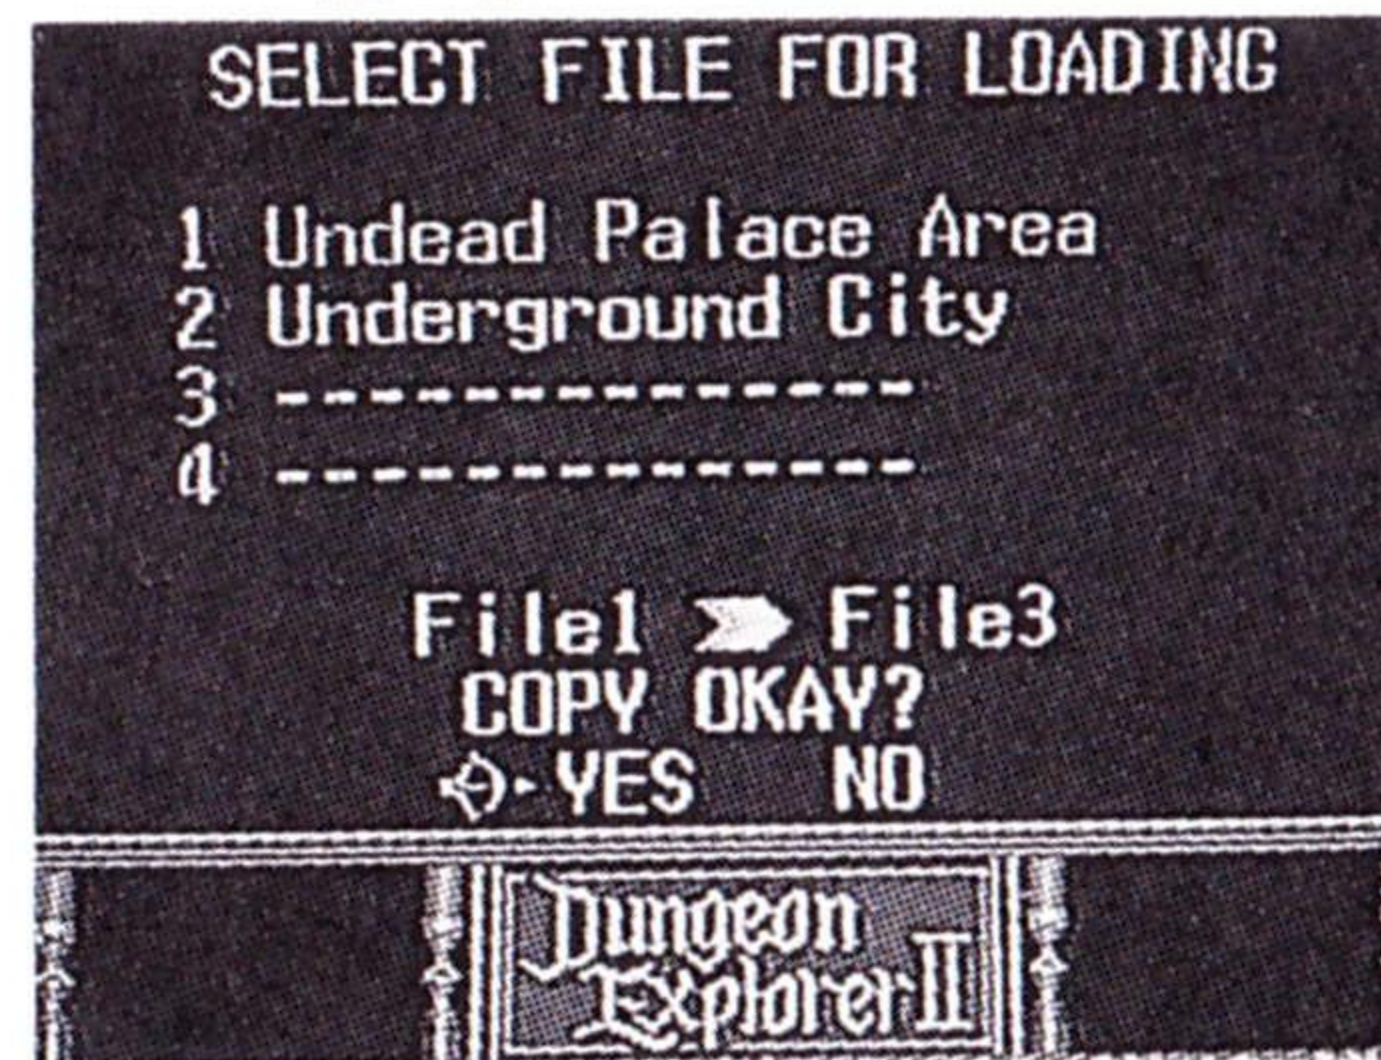 SELECT FILE FOR LOADING
1 Undead Palace Area
2 Underground City
3 --------------
4 --------------
File1 File3
COPY OKAY?
YES NO
Dungeon
Explorer II